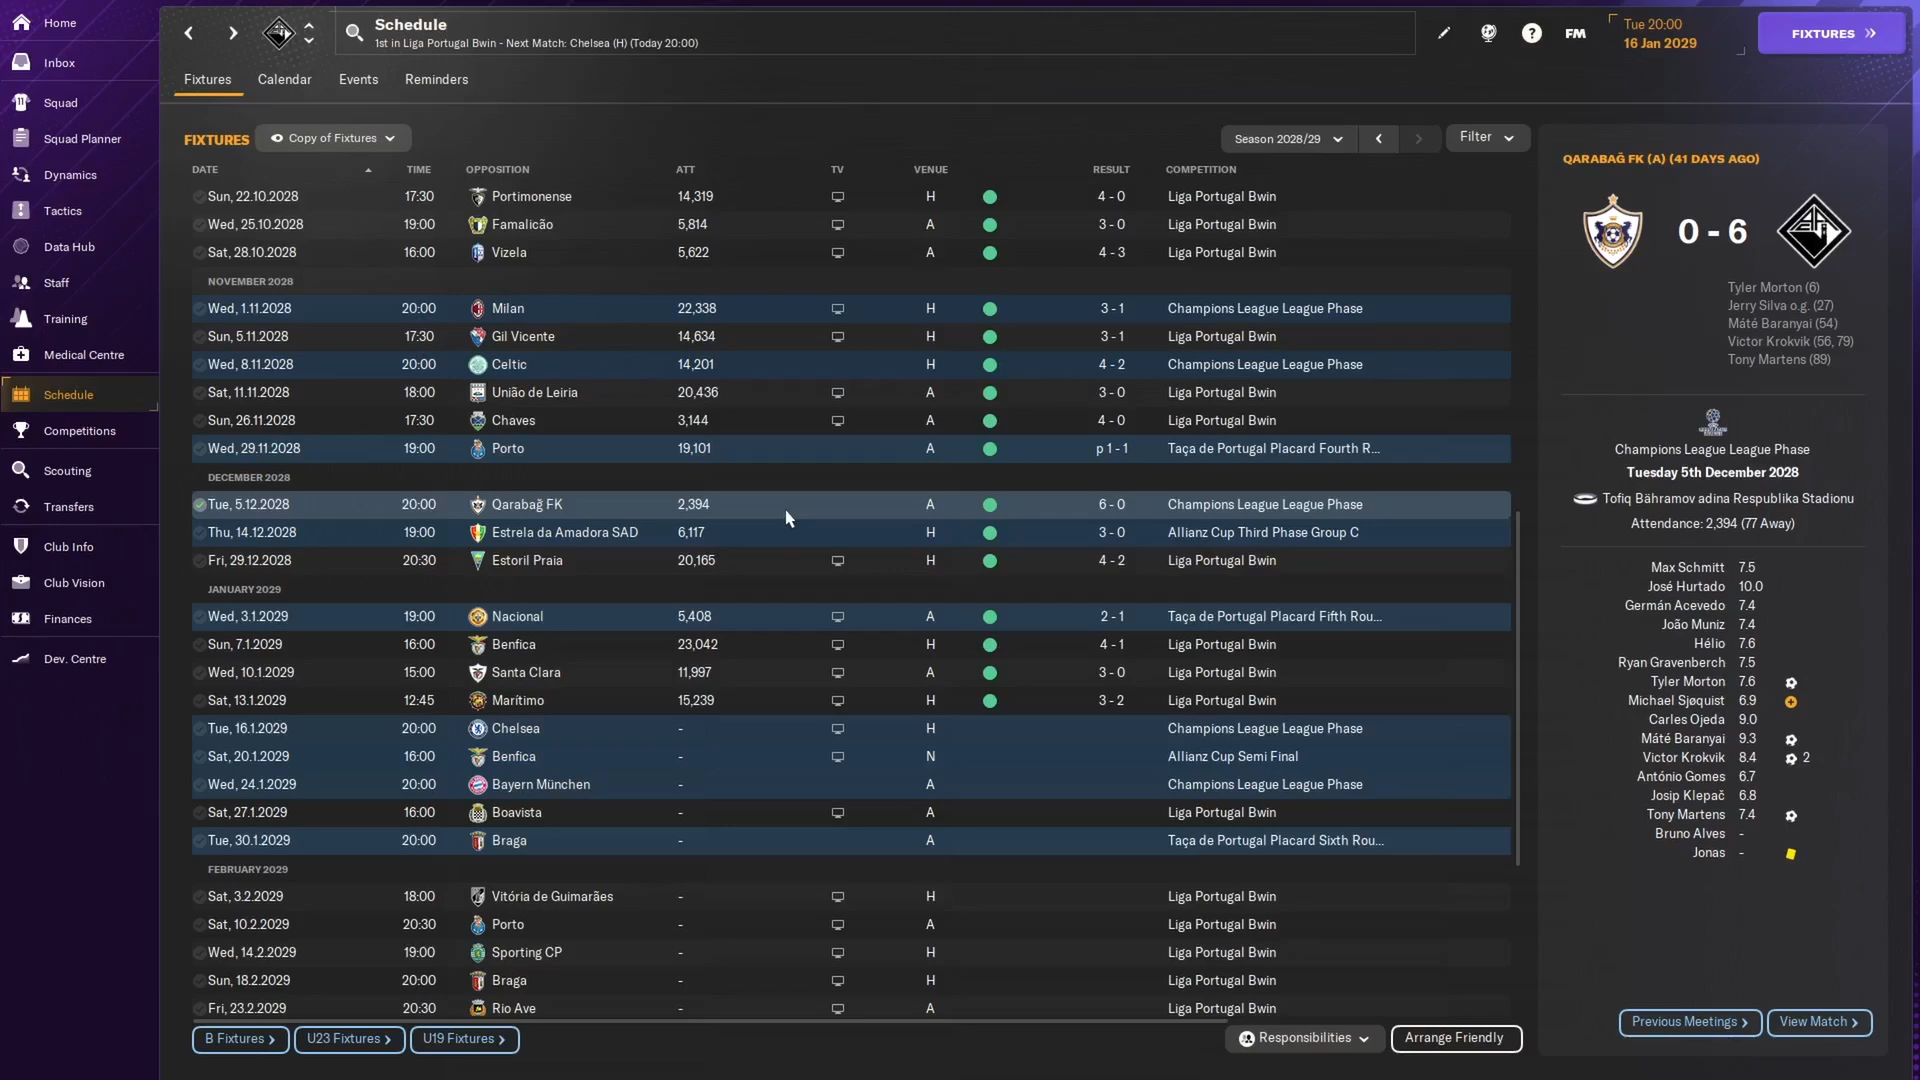 Home
Inbox
Squad
Squad Planner
Dynamics
Tactics
Data Hub
Staff
Training
Medical Centre
Schedule
Competitions
Scouting
Transfers
Club Info
Club Vision
Finances
Dev. Centre
Schedule
1st in Liga Portugal Bwin - Next Match: Chelsea (H) (Today 20:00)
FM
Tue 20:00
16 Jan 2029
FIXTURES
Fixtures Calendar Events Reminders
FIXTURES Copy of Fixtures Season 2028/29 Filter
DATE TIME OPPOSITION ATT TV VENUE RESULT COMPETITION
Sun, 22.10.2028 17:30 Portimonense 14,319 H 4 - 0 Liga Portugal Bwin
Wed, 25.10.2028 19:00 Famalicão 5,814 A 3 - 0 Liga Portugal Bwin
Sat, 28.10.2028 16:00 Vizela 5,622 A 4 - 3 Liga Portugal Bwin
NOVEMBER 2028
Wed, 1.11.2028 20:00 Milan 22,338 H 3 - 1 Champions League League Phase
Sun, 5.11.2028 17:30 Gil Vicente 14,634 H 3 - 1 Liga Portugal Bwin
Wed, 8.11.2028 20:00 Celtic 14,201 H 4 - 2 Champions League League Phase
Sat, 11.11.2028 18:00 União de Leiria 20,436 A 3 - 0 Liga Portugal Bwin
Sun, 26.11.2028 17:30 Chaves 3,144 A 4 - 0 Liga Portugal Bwin
Wed, 29.11.2028 19:00 Porto 19,101 A p 1 - 1 Taça de Portugal Placard Fourth R...
DECEMBER 2028
Tue, 5.12.2028 20:00 Qarabağ FK 2,394 A 6 - 0 Champions League League Phase
Thu, 14.12.2028 19:00 Estrela da Amadora SAD 6,117 H 3 - 0 Allianz Cup Third Phase Group C
Fri, 29.12.2028 20:30 Estoril Praia 20,165 H 4 - 2 Liga Portugal Bwin
JANUARY 2029
Wed, 3.1.2029 19:00 Nacional 5,408 A 2 - 1 Taça de Portugal Placard Fifth Rou...
Sun, 7.1.2029 16:00 Benfica 23,042 H 4 - 1 Liga Portugal Bwin
Wed, 10.1.2029 15:00 Santa Clara 11,997 A 3 - 0 Liga Portugal Bwin
Sat, 13.1.2029 12:45 Marítimo 15,239 H 3 - 2 Liga Portugal Bwin
Tue, 16.1.2029 20:00 Chelsea - H Champions League League Phase
Sat, 20.1.2029 16:00 Benfica - N Allianz Cup Semi Final
Wed, 24.1.2029 20:00 Bayern München - A Champions League League Phase
Sat, 27.1.2029 16:00 Boavista - A Liga Portugal Bwin
Tue, 30.1.2029 20:00 Braga - A Taça de Portugal Placard Sixth Rou...
FEBRUARY 2029
Sat, 3.2.2029 18:00 Vitória de Guimarães - H Liga Portugal Bwin
Sat, 10.2.2029 20:30 Porto - A Liga Portugal Bwin
Wed, 14.2.2029 19:00 Sporting CP - H Liga Portugal Bwin
Sun, 18.2.2029 20:00 Braga - H Liga Portugal Bwin
Fri, 23.2.2029 20:30 Rio Ave - A Liga Portugal Bwin
B Fixtures U23 Fixtures U19 Fixtures Responsibilities Arrange Friendly
QARABAĞ FK (A) (41 DAYS AGO)
0 - 6
Tyler Morton (6)
Jerry Silva o.g. (27)
Máté Baranyai (54)
Victor Krokvik (56, 79)
Tony Martens (89)
Champions League League Phase
Tuesday 5th December 2028
Tofiq Bähramov adina Respublika Stadionu
Attendance: 2,394 (77 Away)
Max Schmitt 7.5
José Hurtado 10.0
Germán Acevedo 7.4
João Muniz 7.4
Hélio 7.6
Ryan Gravenberch 7.5
Tyler Morton 7.6
Michael Sjøquist 6.9
Carles Ojeda 9.0
Máté Baranyai 9.3
Victor Krokvik 8.4 2
António Gomes 6.7
Josip Klepač 6.8
Tony Martens 7.4
Bruno Alves -
Jonas -
Previous Meetings View Match